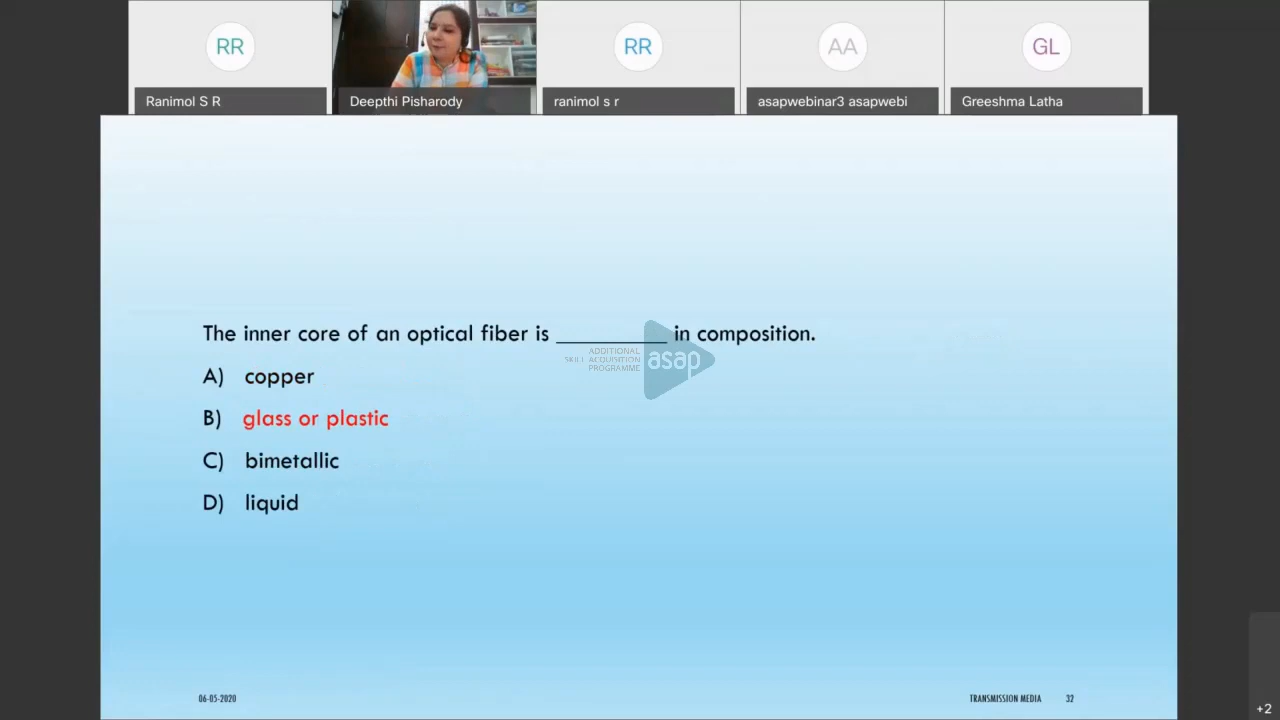 RR
RR
AA
GL
Ranimol S R
Deepthi Pisharody
ranimol s r
asapwebinar3 asapwebi
Greeshma Latha
The inner core of an optical fiber is __________ in composition.
ADDITIONAL
SKILL ACQUISITION
PROGRAMME
asap
A) copper
B) glass or plastic
C) bimetallic
D) liquid
06-05-2020
TRANSMISSION MEDIA
32
+2